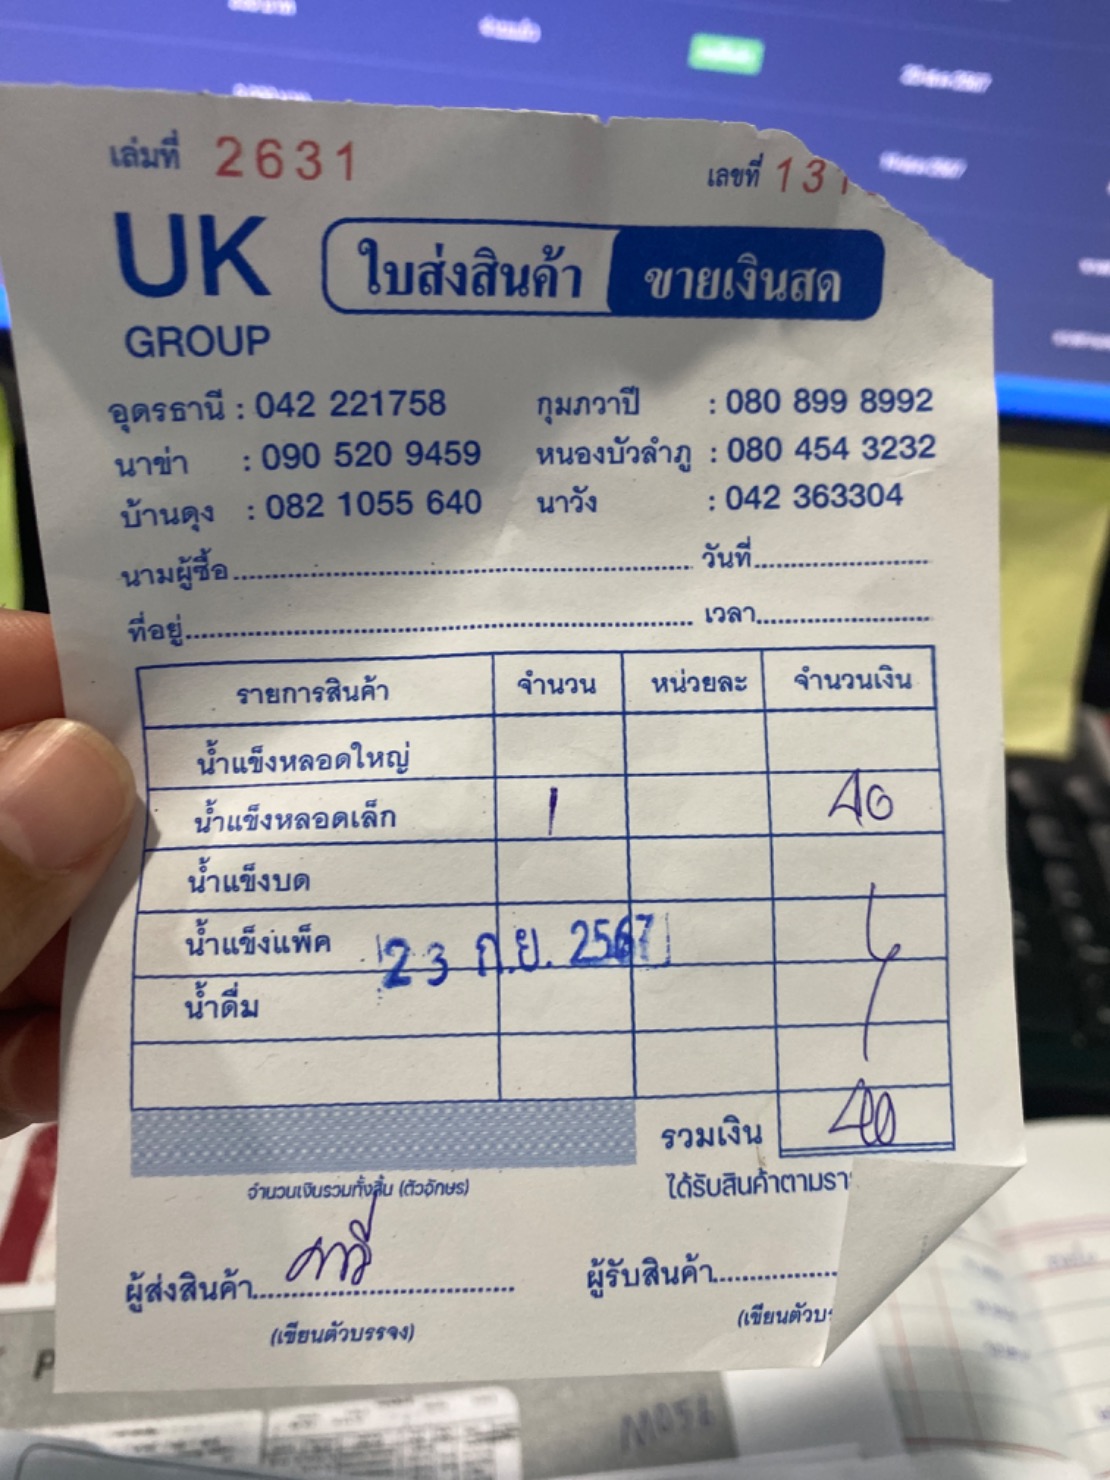 เล่มที่ 2631 เลขที่ 13
UK ใบส่งสินค้า ขายเงินสด
GROUP
อุดรธานี : 042 221758 กุมภวาปี : 080 899 8992
นาข่า : 090 520 9459 หนองบัวลำภู : 080 454 3232
บ้านดุง : 082 1055 640 นาวัง : 042 363304
นามผู้ซื้อ วันที่
ที่อยู่ เวลา
รายการสินค้า จำนวน หน่วยละ จำนวนเงิน
น้ำแข็งหลอดใหญ่
น้ำแข็งหลอดเล็ก 1 40
น้ำแข็งบด
น้ำแข็งแพ็ค 23 ก.ย. 2567
น้ำดื่ม
รวมเงิน 40
จำนวนเงินรวมทั้งสิ้น (ตัวอักษร) ได้รับสินค้าตามรา
ผู้ส่งสินค้า ผู้รับสินค้า
(เขียนตัวบรรจง) (เขียนตัวบร
M056